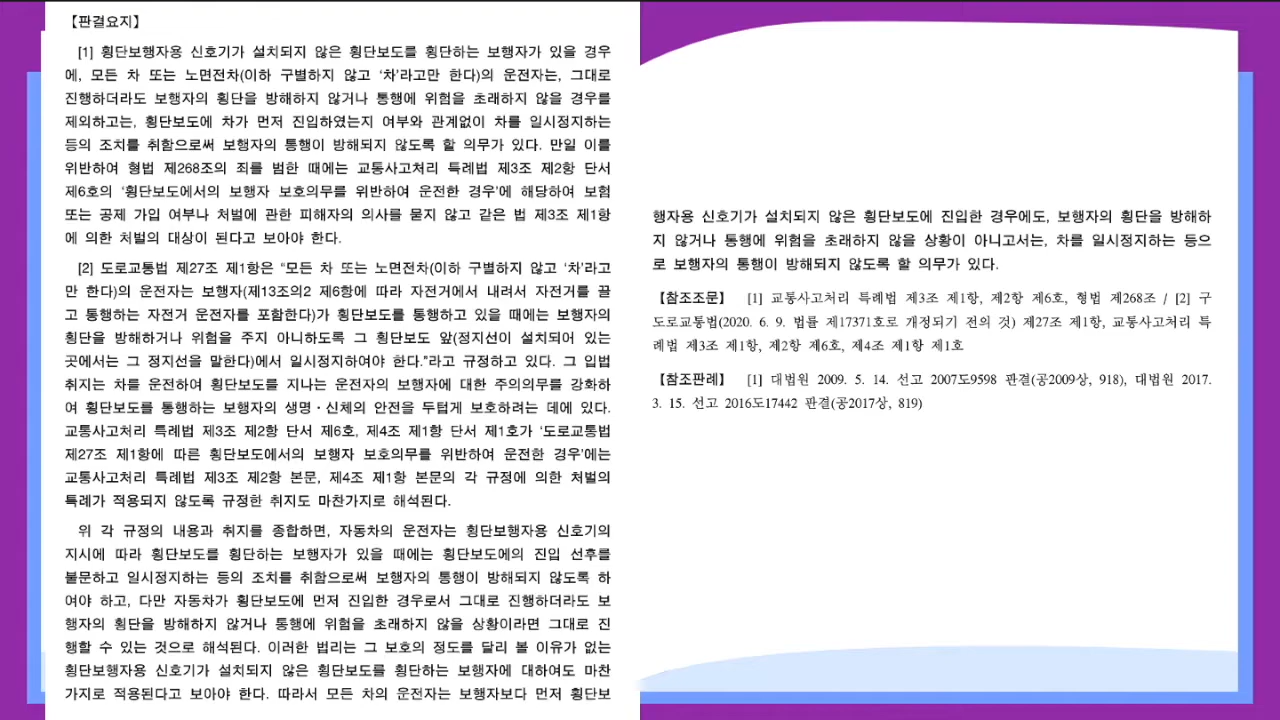 【판결요지】
[1] 횡단보행자용 신호기가 설치되지 않은 횡단보도를 횡단하는 보행자가 있을 경우
에, 모든 차 또는 노면전차(이하 구별하지 않고 ‘차’라고만 한다)의 운전자는, 그대로
진행하더라도 보행자의 횡단을 방해하지 않거나 통행에 위험을 초래하지 않을 경우를
제외하고는, 횡단보도에 차가 먼저 진입하였는지 여부와 관계없이 차를 일시정지하는
등의 조치를 취함으로써 보행자의 통행이 방해되지 않도록 할 의무가 있다. 만일 이를
위반하여 형법 제268조의 죄를 범한 때에는 교통사고처리 특례법 제3조 제2항 단서
제6호의 ‘횡단보도에서의 보행자 보호의무를 위반하여 운전한 경우’에 해당하여 보험
또는 공제 가입 여부나 처벌에 관한 피해자의 의사를 묻지 않고 같은 법 제3조 제1항
에 의한 처벌의 대상이 된다고 보아야 한다.
[2] 도로교통법 제27조 제1항은 “모든 차 또는 노면전차(이하 구별하지 않고 ‘차’라고
만 한다)의 운전자는 보행자(제13조의2 제6항에 따라 자전거에서 내려서 자전거를 끌
고 통행하는 자전거 운전자를 포함한다)가 횡단보도를 통행하고 있을 때에는 보행자의
횡단을 방해하거나 위험을 주지 아니하도록 그 횡단보도 앞(정지선이 설치되어 있는
곳에서는 그 정지선을 말한다)에서 일시정지하여야 한다.”라고 규정하고 있다. 그 입법
취지는 차를 운전하여 횡단보도를 지나는 운전자의 보행자에 대한 주의의무를 강화하
여 횡단보도를 통행하는 보행자의 생명·신체의 안전을 두텁게 보호하려는 데에 있다.
교통사고처리 특례법 제3조 제2항 단서 제6호, 제4조 제1항 단서 제1호가 ‘도로교통법
제27조 제1항에 따른 횡단보도에서의 보행자 보호의무를 위반하여 운전한 경우’에는
교통사고처리 특례법 제3조 제2항 본문, 제4조 제1항 본문의 각 규정에 의한 처벌의
특례가 적용되지 않도록 규정한 취지도 마찬가지로 해석된다.
위 각 규정의 내용과 취지를 종합하면, 자동차의 운전자는 횡단보행자용 신호기의
지시에 따라 횡단보도를 횡단하는 보행자가 있을 때에는 횡단보도에의 진입 선후를
불문하고 일시정지하는 등의 조치를 취함으로써 보행자의 통행이 방해되지 않도록 하
여야 하고, 다만 자동차가 횡단보도에 먼저 진입한 경우로서 그대로 진행하더라도 보
행자의 횡단을 방해하지 않거나 통행에 위험을 초래하지 않을 상황이라면 그대로 진
행할 수 있는 것으로 해석된다. 이러한 법리는 그 보호의 정도를 달리 볼 이유가 없는
횡단보행자용 신호기가 설치되지 않은 횡단보도를 횡단하는 보행자에 대하여도 마찬
가지로 적용된다고 보아야 한다. 따라서 모든 차의 운전자는 보행자보다 먼저 횡단보
행자용 신호기가 설치되지 않은 횡단보도에 진입한 경우에도, 보행자의 횡단을 방해하
지 않거나 통행에 위험을 초래하지 않을 상황이 아니고서는, 차를 일시정지하는 등으
로 보행자의 통행이 방해되지 않도록 할 의무가 있다.
【참조조문】 [1] 교통사고처리 특례법 제3조 제1항, 제2항 제6호, 형법 제268조 / [2] 구
도로교통법(2020. 6. 9. 법률 제17371호로 개정되기 전의 것) 제27조 제1항, 교통사고처리 특
례법 제3조 제1항, 제2항 제6호, 제4조 제1항 제1호
【참조판례】 [1] 대법원 2009. 5. 14. 선고 2007도9598 판결(공2009상, 918), 대법원 2017.
3. 15. 선고 2016도17442 판결(공2017상, 819)